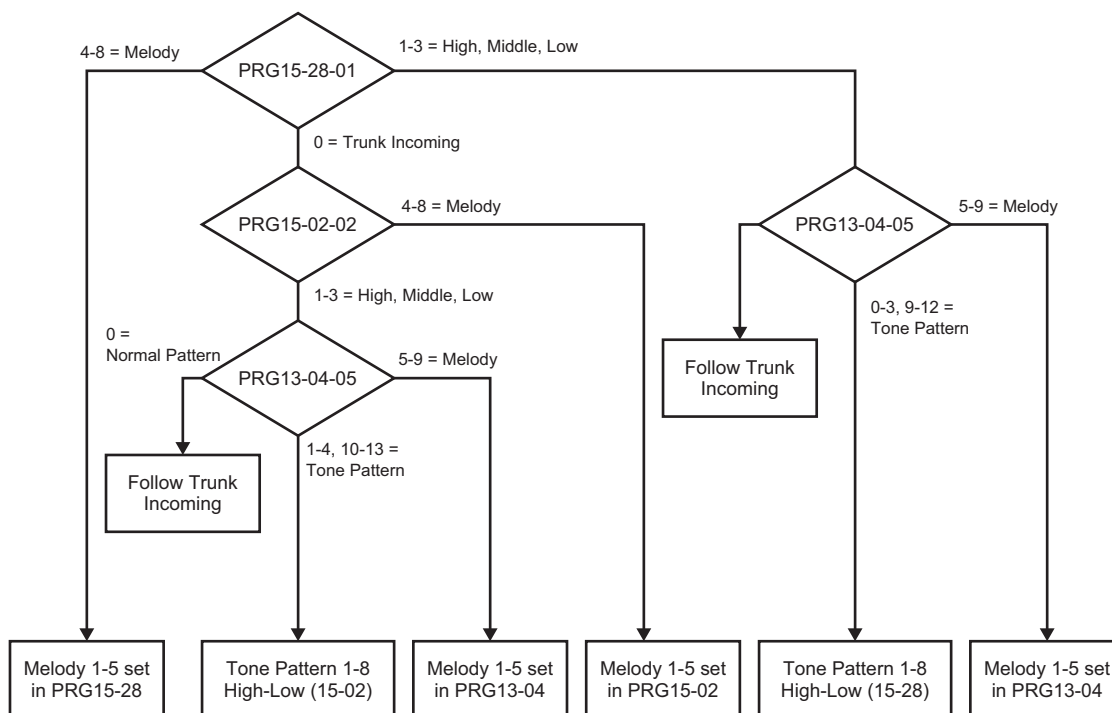 4-8 = Melody
1-3 = High, Middle, Low
PRG15-28-01
0 = Trunk Incoming
PRG15-02-02
4-8 = Melody
PRG13-04-05
5-9 = Melody
1-3 = High, Middle, Low
0-3, 9-12 =
Tone Pattern
0 =
Normal Pattern
PRG13-04-05
5-9 = Melody
Follow Trunk
Incoming
1-4, 10-13 =
Tone Pattern
Follow Trunk
Incoming
Melody 1-5 set
in PRG15-28
Tone Pattern 1-8
High-Low (15-02)
Melody 1-5 set
in PRG13-04
Melody 1-5 set
in PRG15-02
Tone Pattern 1-8
High-Low (15-28)
Melody 1-5 set
in PRG13-04